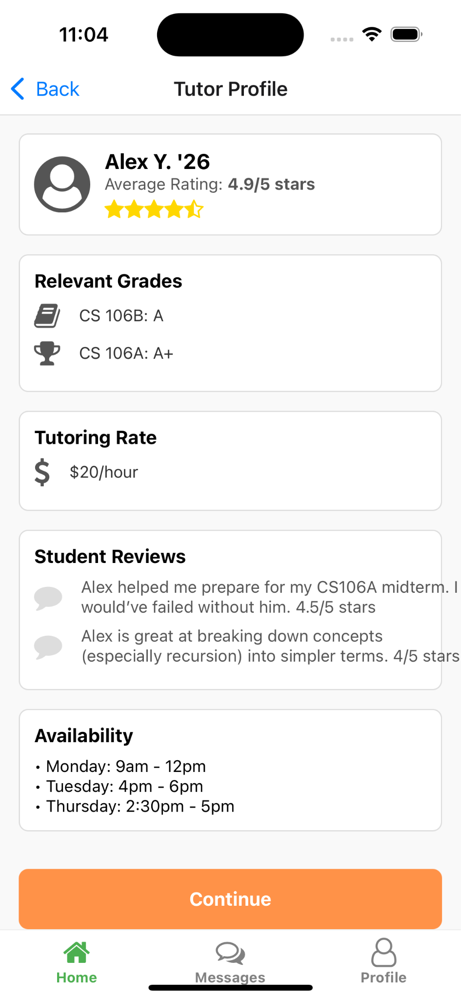 11:04
Back
Tutor Profile
Alex Y. '26
Average Rating: 4.9/5 stars
Relevant Grades
CS 106B: A
CS 106A: A+
Tutoring Rate
$20/hour
Student Reviews
Alex helped me prepare for my CS106A midterm. I
would’ve failed without him. 4.5/5 stars
Alex is great at breaking down concepts
(especially recursion) into simpler terms. 4/5 stars
Availability
• Monday: 9am - 12pm
• Tuesday: 4pm - 6pm
• Thursday: 2:30pm - 5pm
Continue
Home
Messages
Profile